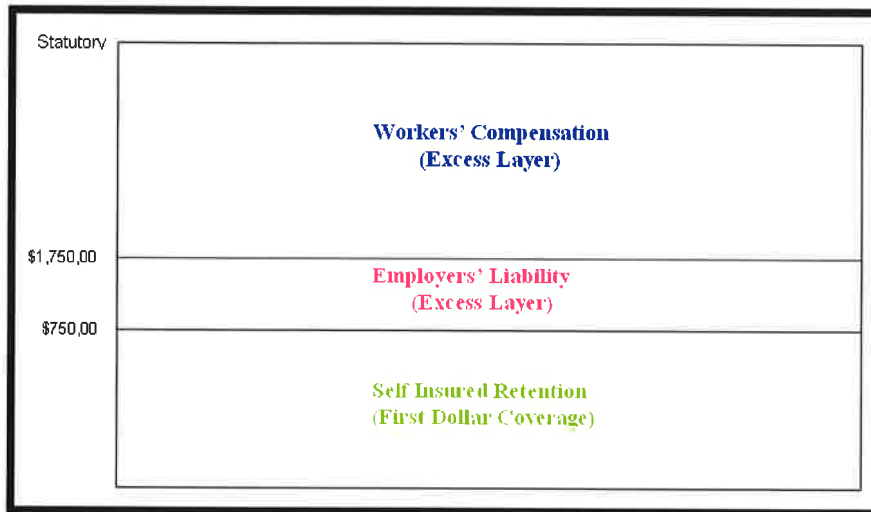 Statutory
Workers' Compensation
(Excess Layer)
$1,750,00
Employers' Liability
(Excess Layer)
$750,00
Self Insured Retention
(First Dollar Coverage)